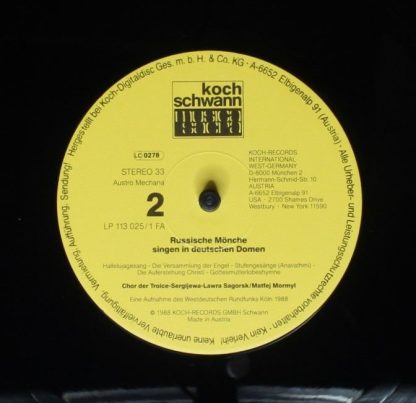 Hergestellt bei Koch-Digitaldisc Ges. m. b. H. & Co. KG · A-6652 Elbigenalp 91 (Austria) · Alle Urheber- und Leistungsschutzrechte vorbehalten · Kein Verleih! · Keine unerlaubte Vervielfältigung, Vermietung, Aufführung, Sendung!
koch
schwann
musica
LC 0278
STEREO 33
Austro Mechana
2
LP 113 025/1 FA
KOCH-RECORDS
INTERNATIONAL
WEST-GERMANY
D-8000 München 2
Hermann-Schmid-Str. 10
AUSTRIA
A-6652 Elbigenalp 91
USA - 2700 Shames Drive
Westbury - New York 11590
Russische Mönche
singen in deutschen Domen
Halleluagesang - Die Versammlung der Engel - Stufengesänge (Anavathmi) -
Die Auferstehung Christi - Gottesmutterlobeshymne
Chor der Troice-Sergijewa-Lawra Sagorsk/Matfej Mormyl
Eine Aufnahme des Westdeutschen Rundfunks Köln 1988
℗ 1988 KOCH-RECORDS GMBH Schwann
Made in Austria